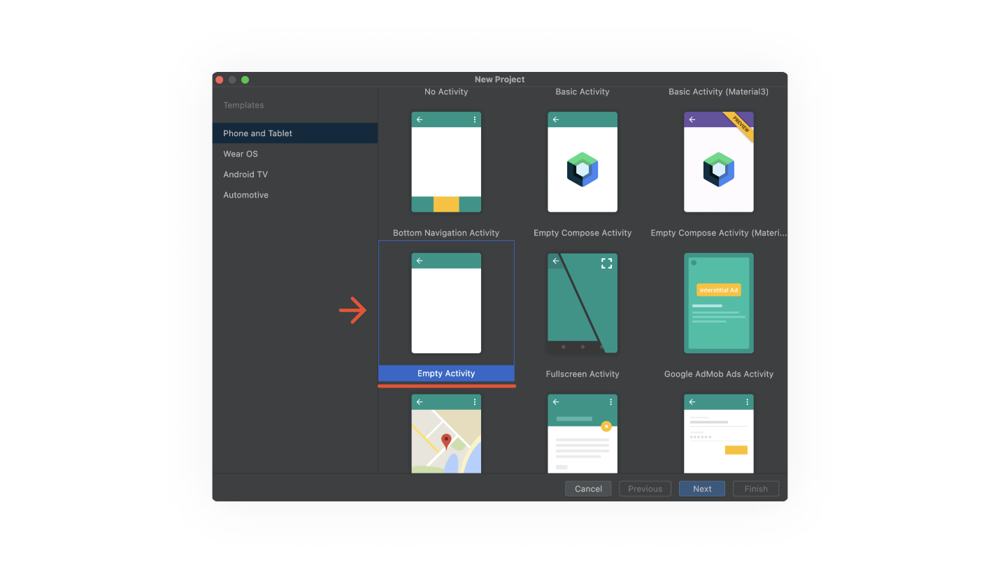 New Project
Templates
Phone and Tablet
Wear OS
Android TV
Automotive
No Activity
Basic Activity
Basic Activity (Material3)
PREVIEW
Bottom Navigation Activity
Empty Compose Activity
Empty Compose Activity (Materi...
Interstitial Ad
Empty Activity
Fullscreen Activity
Google AdMob Ads Activity
Cancel
Previous
Next
Finish